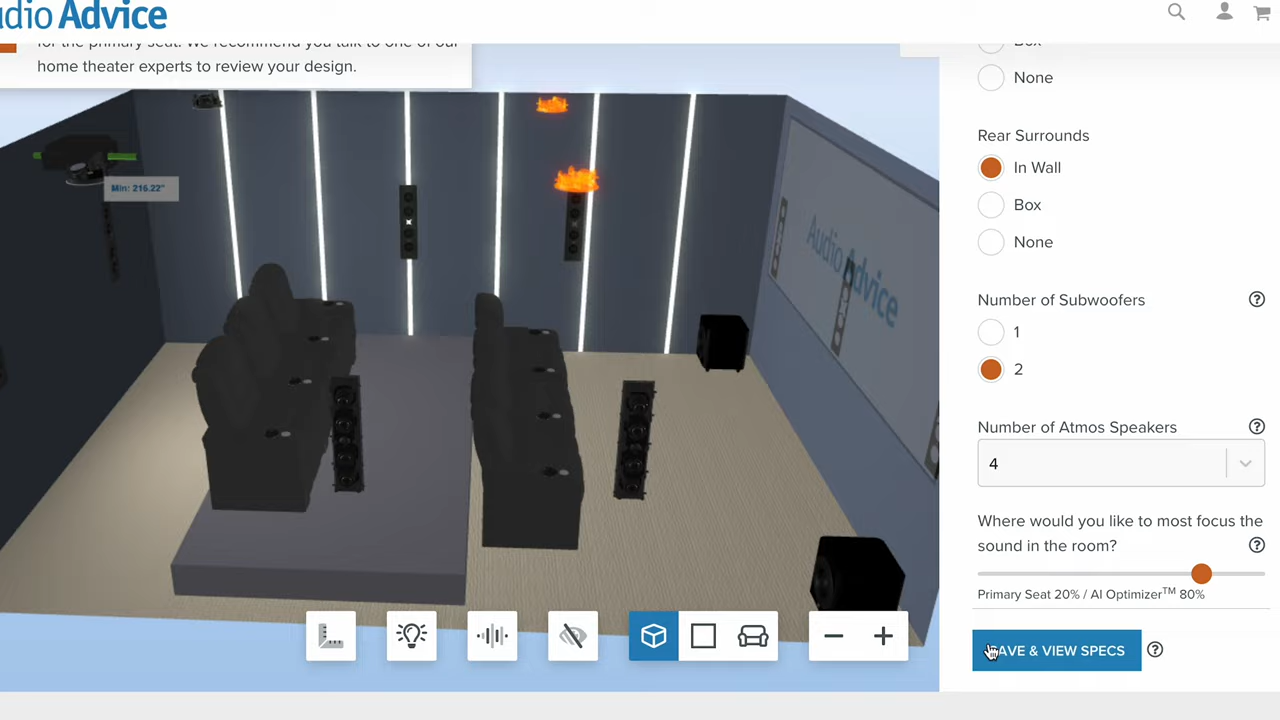 Audio Advice
for the primary seat. We recommend you talk to one of our
home theater experts to review your design.
Min: 216.22"
Audio Advice
Box
None
Rear Surrounds
In Wall
Box
None
Number of Subwoofers
1
2
Number of Atmos Speakers
4
Where would you like to most focus the
sound in the room?
Primary Seat 20% / AI Optimizer™ 80%
SAVE & VIEW SPECS